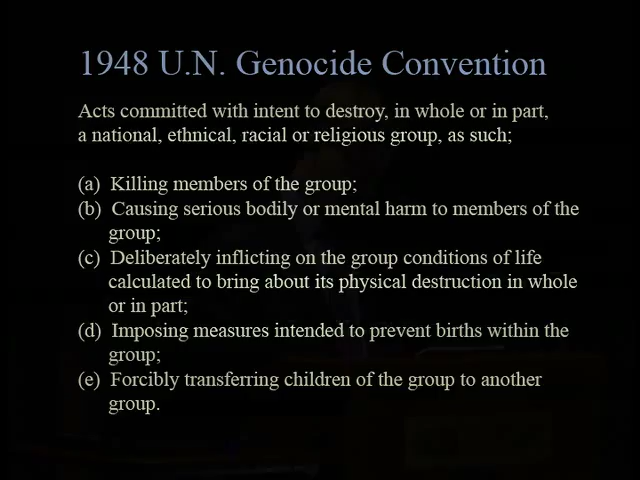 1948 U.N. Genocide Convention
Acts committed with intent to destroy, in whole or in part,
a national, ethnical, racial or religious group, as such;
(a) Killing members of the group;
(b) Causing serious bodily or mental harm to members of the
group;
(c) Deliberately inflicting on the group conditions of life
calculated to bring about its physical destruction in whole
or in part;
(d) Imposing measures intended to prevent births within the
group;
(e) Forcibly transferring children of the group to another
group.